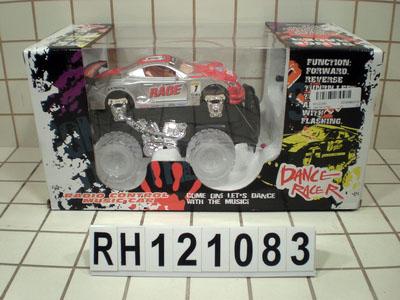 RAGE
1
FUNCTION:
FORWARD,
REVERSE
WITH
FLASHING.
DANCE
RACER
RADIO CONTROL
MUSIC CAR
COME ON! LET'S DANCE
WITH THE MUSIC!
RH121083